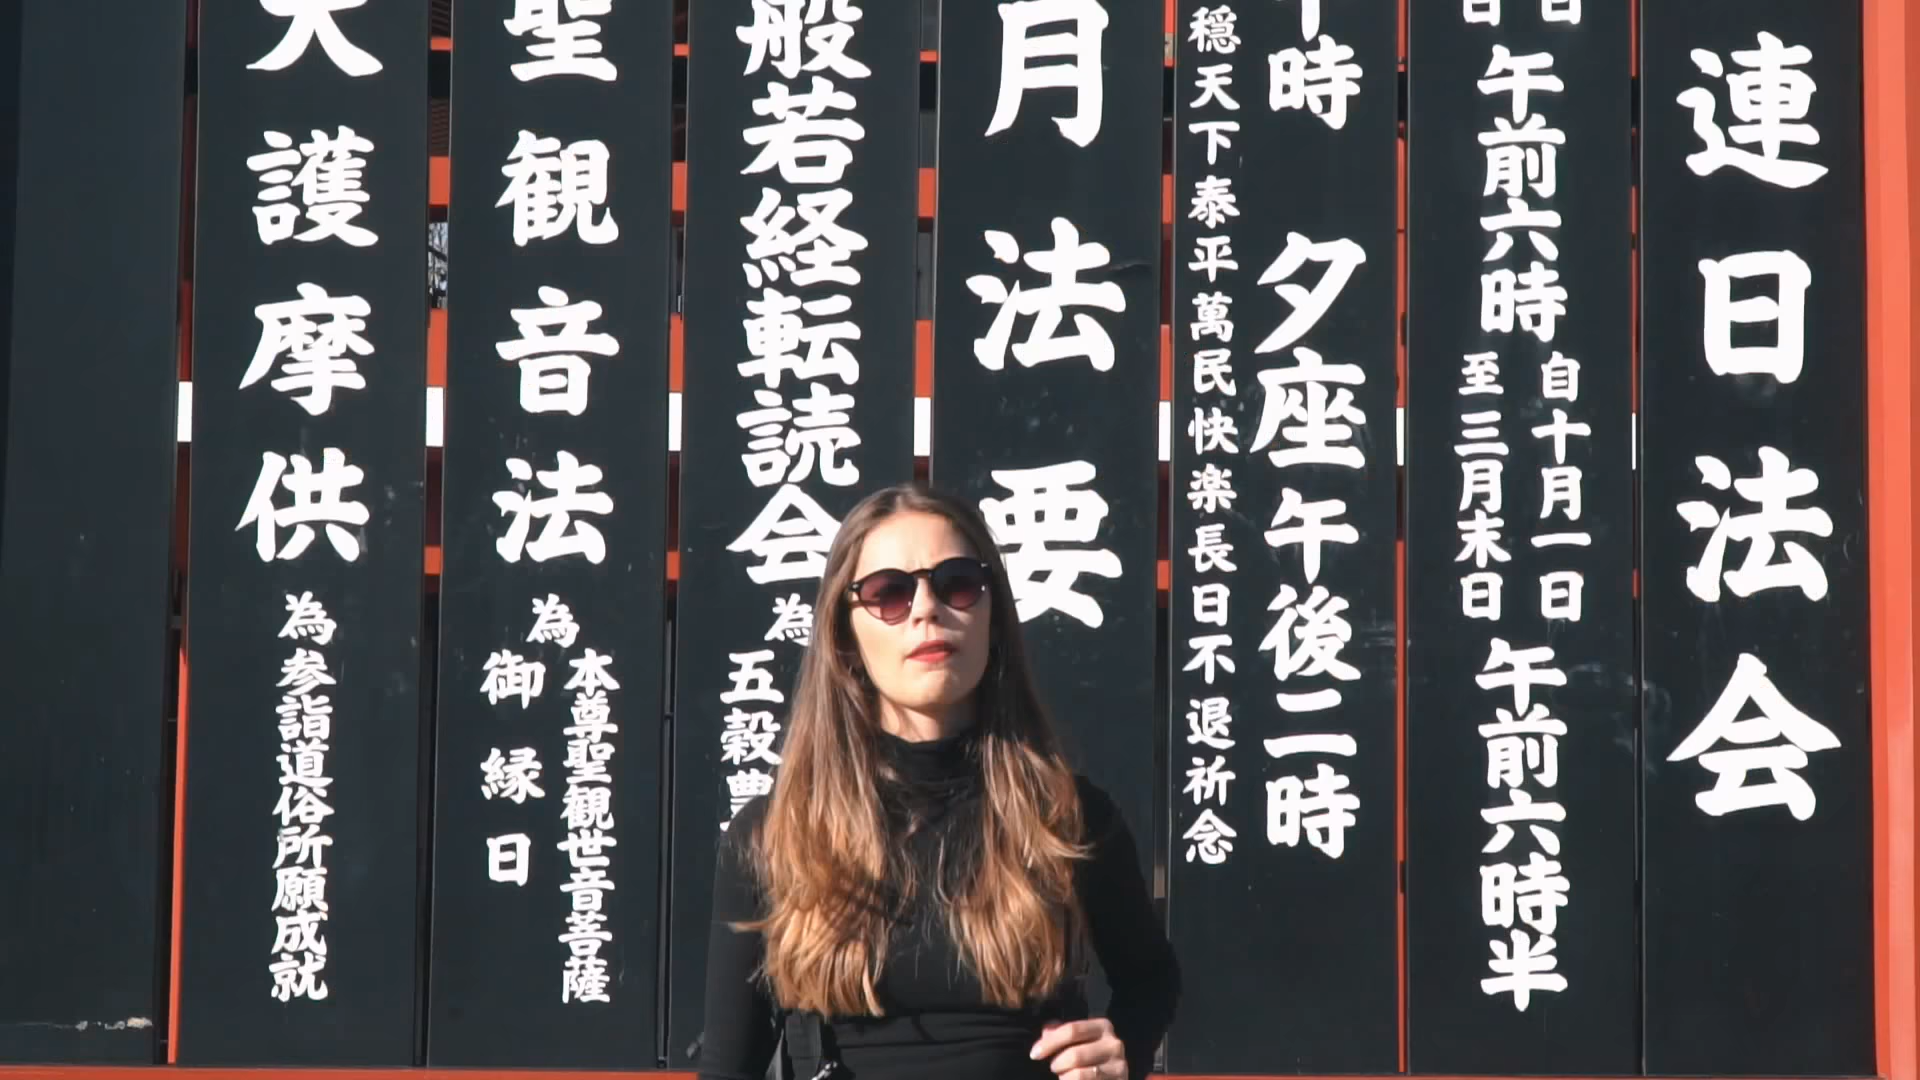 連日法会
午前六時
自十月一日
至三月末日
午前六時半
時 夕座午後二時
穏天下泰平萬民快楽長日不退祈念
月法要
般若経転読会
為
五穀豊
聖観音法
為
本尊聖観世音菩薩
御縁日
大護摩供
為参詣道俗所願成就